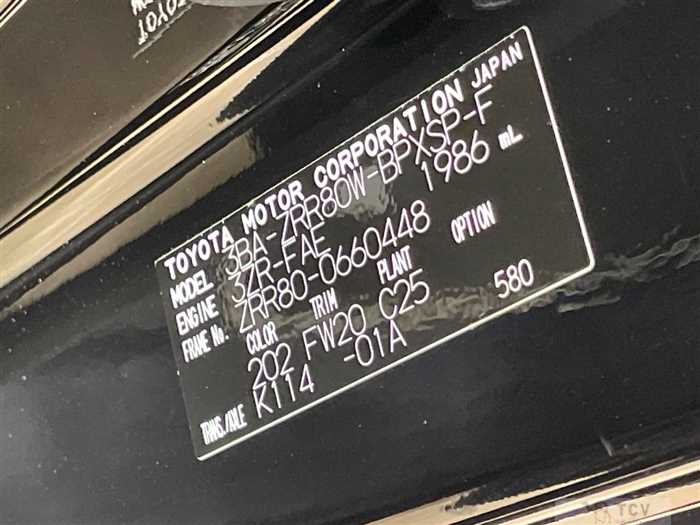 TOYOTA MOTOR CORPORATION JAPAN
MODEL 3BA-ZRR80W-BPXSP-F
ENGINE 3ZR-FAE 1986 mL
FRAME No. ZRR80-0660448
COLOR TRIM PLANT OPTION
202 FW20 C25 580
TRANS./AXLE K114 -01A
TCV